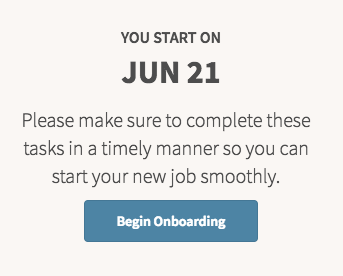 YOU START ON
JUN 21
Please make sure to complete these
tasks in a timely manner so you can
start your new job smoothly.
Begin Onboarding